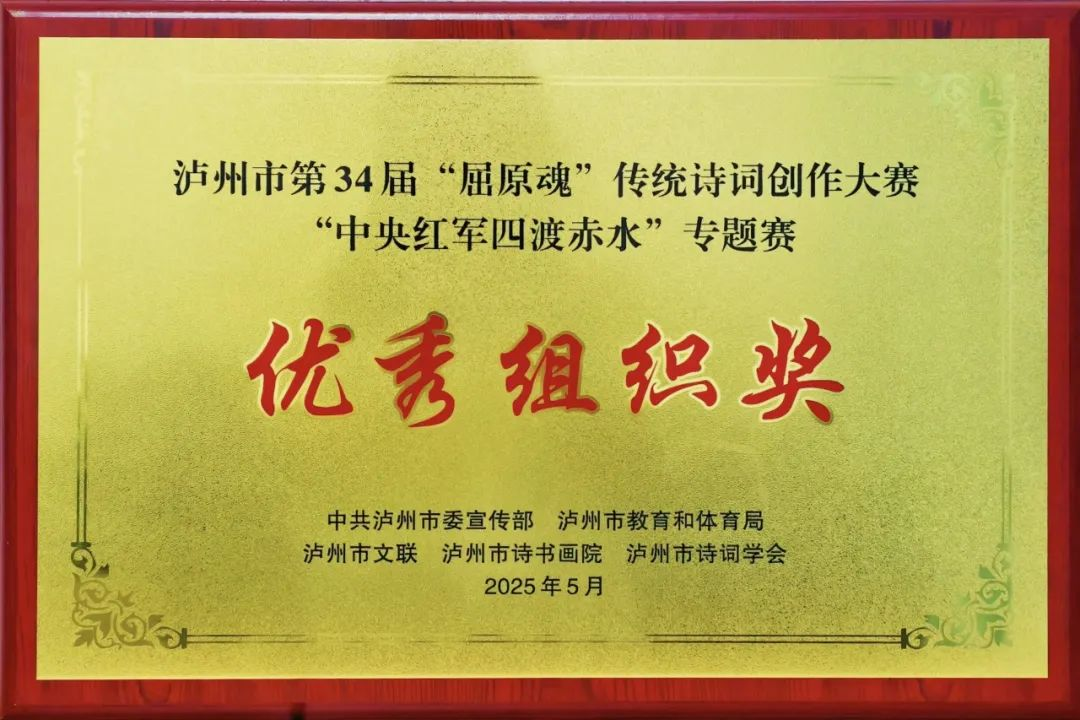 泸州市第34届“屈原魂”传统诗词创作大赛
“中央红军四渡赤水”专题赛
优秀组织奖
中共泸州市委宣传部 泸州市教育和体育局
泸州市文联 泸州市诗书画院 泸州市诗词学会
2025年5月